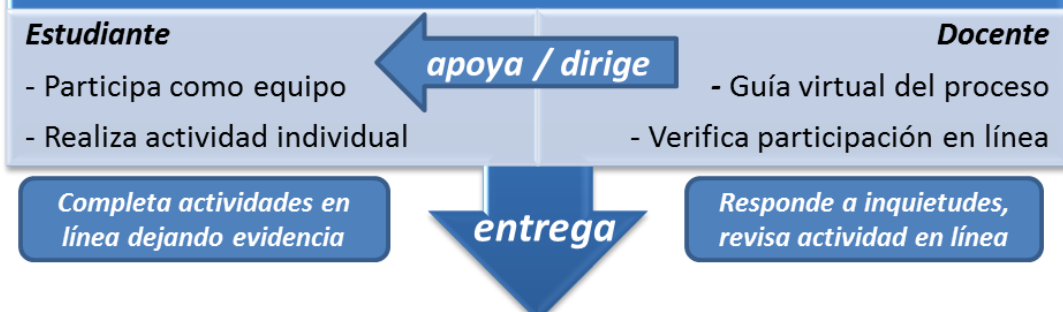 Estudiante
- Participa como equipo
- Realiza actividad individual
apoya / dirige
Docente
- Guía virtual del proceso
- Verifica participación en línea
Completa actividades en
línea dejando evidencia
entrega
Responde a inquietudes,
revisa actividad en línea